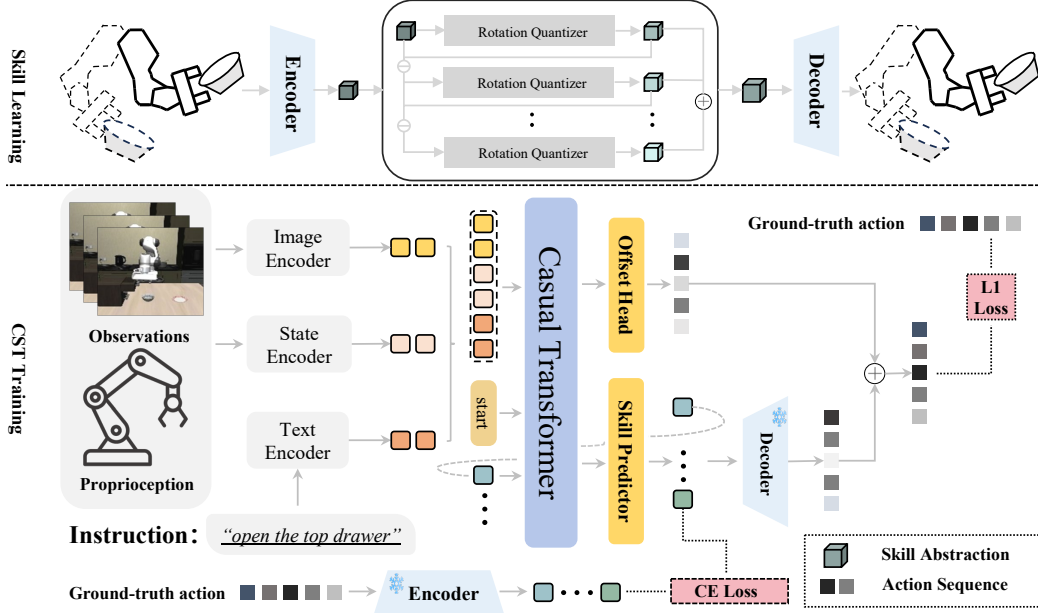 Skill Learning
Encoder
Rotation Quantizer
Rotation Quantizer
Rotation Quantizer
Decoder
CST Training
Observations
Proprioception
Image
Encoder
State
Encoder
Text
Encoder
Instruction:
“open the top drawer”
start
Casual Transformer
Offset Head
Skill Predictor
Decoder
Ground-truth action
L1
Loss
Ground-truth action
Encoder
CE Loss
Skill Abstraction
Action Sequence